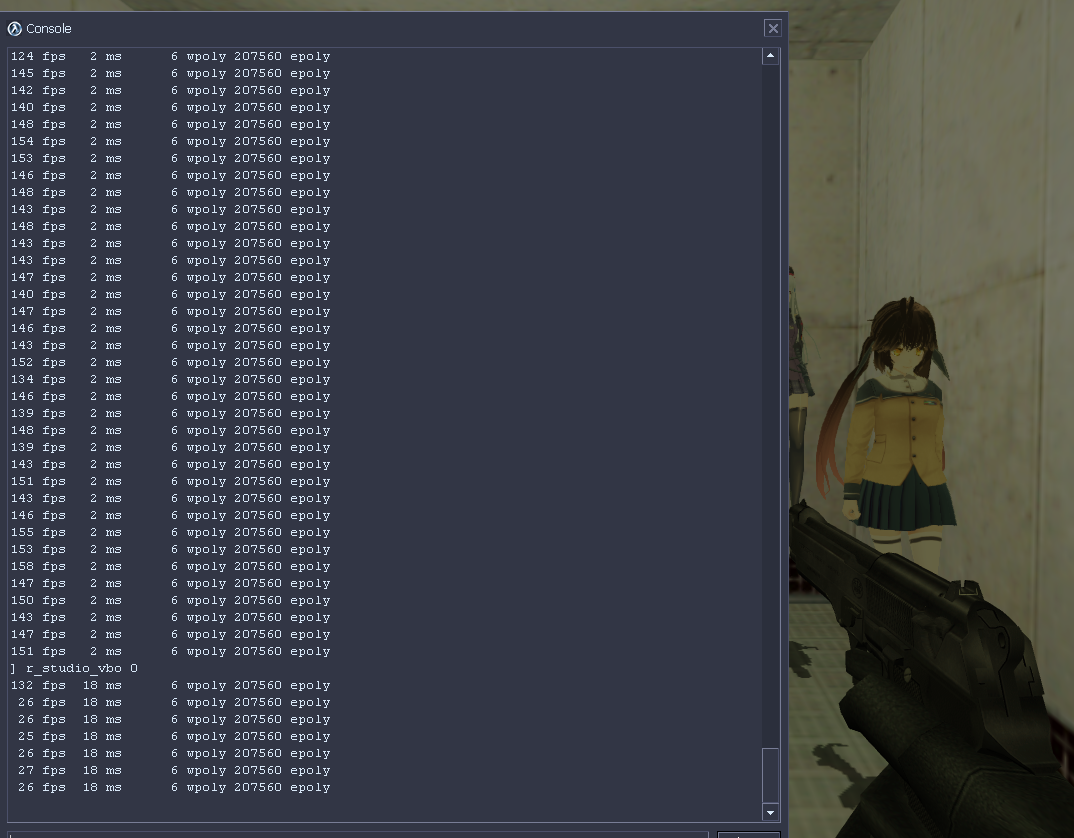 Console
124 fps 2 ms 6 wpoly 207560 epoly
145 fps 2 ms 6 wpoly 207560 epoly
142 fps 2 ms 6 wpoly 207560 epoly
140 fps 2 ms 6 wpoly 207560 epoly
148 fps 2 ms 6 wpoly 207560 epoly
154 fps 2 ms 6 wpoly 207560 epoly
153 fps 2 ms 6 wpoly 207560 epoly
146 fps 2 ms 6 wpoly 207560 epoly
148 fps 2 ms 6 wpoly 207560 epoly
143 fps 2 ms 6 wpoly 207560 epoly
148 fps 2 ms 6 wpoly 207560 epoly
143 fps 2 ms 6 wpoly 207560 epoly
143 fps 2 ms 6 wpoly 207560 epoly
147 fps 2 ms 6 wpoly 207560 epoly
140 fps 2 ms 6 wpoly 207560 epoly
147 fps 2 ms 6 wpoly 207560 epoly
146 fps 2 ms 6 wpoly 207560 epoly
143 fps 2 ms 6 wpoly 207560 epoly
152 fps 2 ms 6 wpoly 207560 epoly
134 fps 2 ms 6 wpoly 207560 epoly
146 fps 2 ms 6 wpoly 207560 epoly
139 fps 2 ms 6 wpoly 207560 epoly
148 fps 2 ms 6 wpoly 207560 epoly
139 fps 2 ms 6 wpoly 207560 epoly
143 fps 2 ms 6 wpoly 207560 epoly
151 fps 2 ms 6 wpoly 207560 epoly
143 fps 2 ms 6 wpoly 207560 epoly
146 fps 2 ms 6 wpoly 207560 epoly
155 fps 2 ms 6 wpoly 207560 epoly
153 fps 2 ms 6 wpoly 207560 epoly
158 fps 2 ms 6 wpoly 207560 epoly
147 fps 2 ms 6 wpoly 207560 epoly
150 fps 2 ms 6 wpoly 207560 epoly
143 fps 2 ms 6 wpoly 207560 epoly
147 fps 2 ms 6 wpoly 207560 epoly
151 fps 2 ms 6 wpoly 207560 epoly
] r_studio_vbo 0
132 fps 18 ms 6 wpoly 207560 epoly
26 fps 18 ms 6 wpoly 207560 epoly
26 fps 18 ms 6 wpoly 207560 epoly
25 fps 18 ms 6 wpoly 207560 epoly
26 fps 18 ms 6 wpoly 207560 epoly
27 fps 18 ms 6 wpoly 207560 epoly
26 fps 18 ms 6 wpoly 207560 epoly